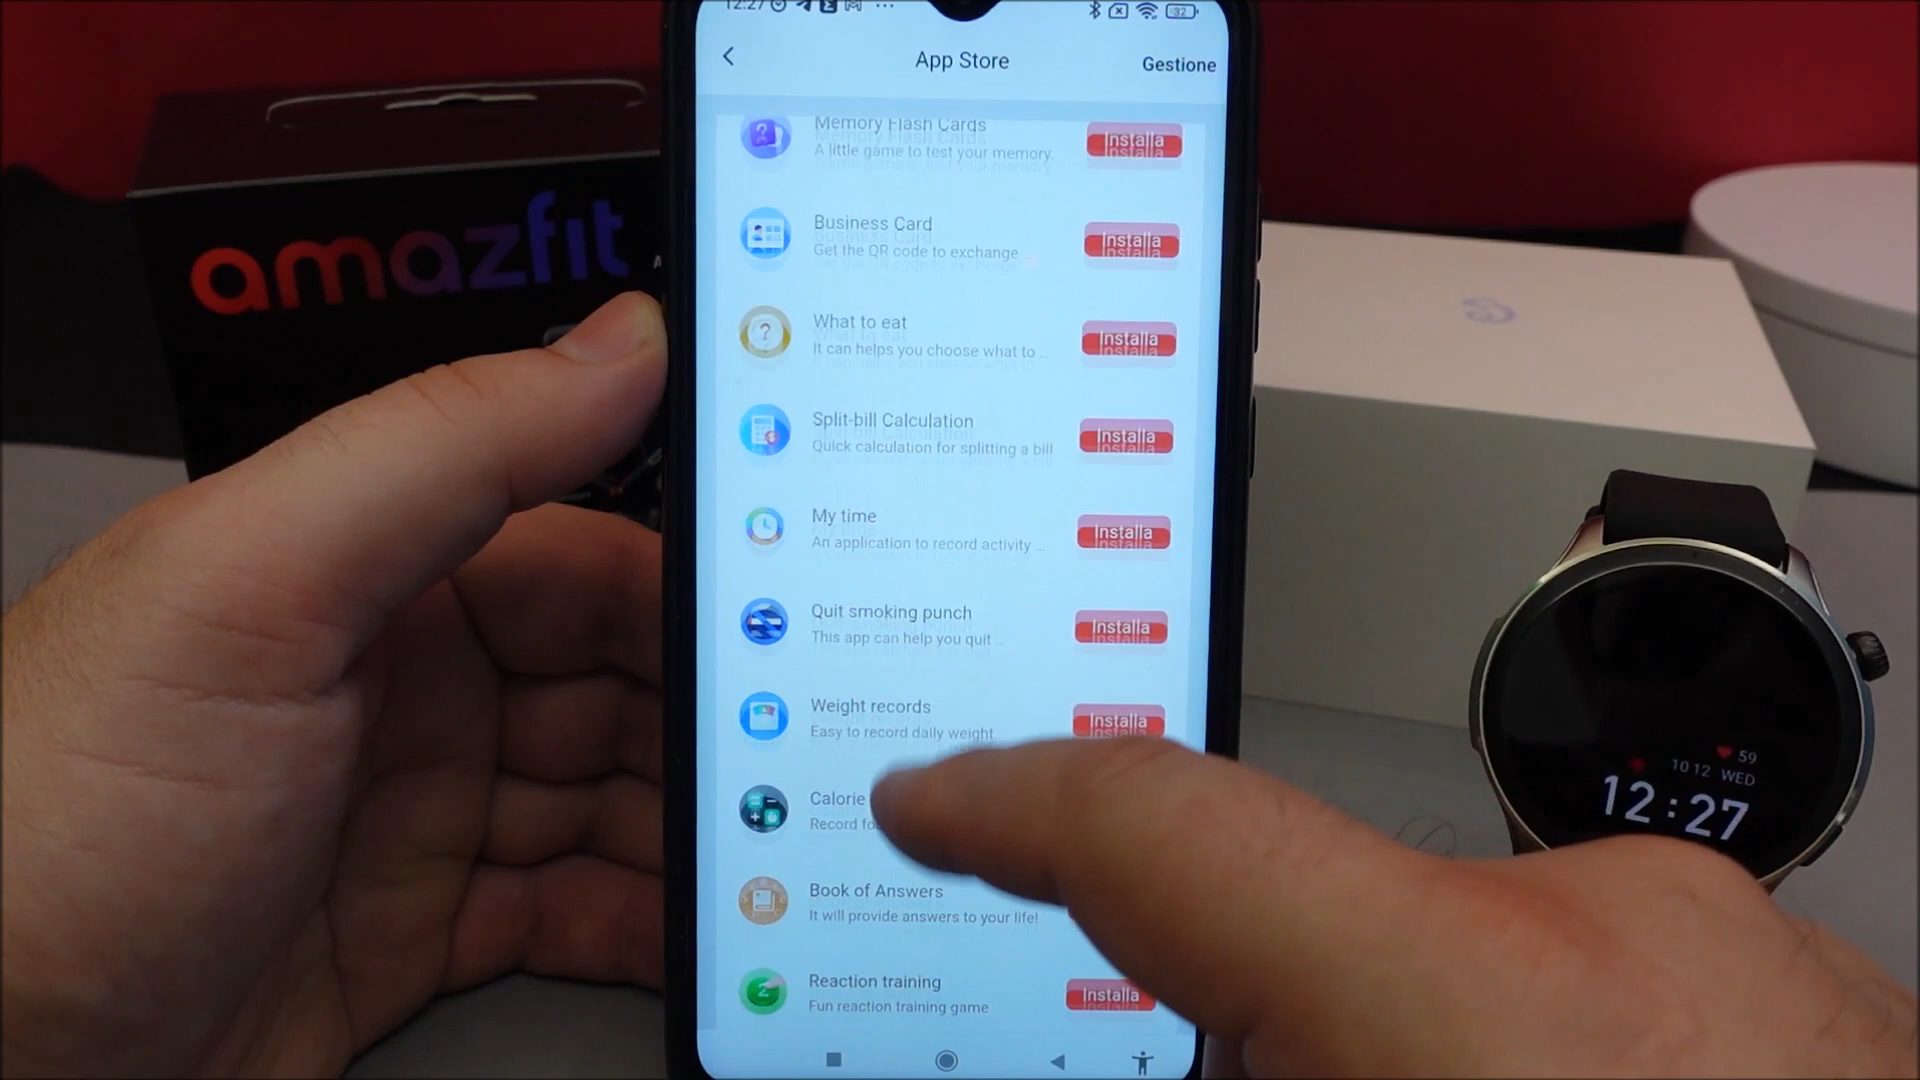 12:27
32
App Store
Gestione
Memory Flash Cards
A little game to test your memory.
Installa
Business Card
Get the QR code to exchange
Installa
What to eat
It can helps you choose what to ...
Installa
Split-bill Calculation
Quick calculation for splitting a bill
Installa
My time
An application to record activity ...
Installa
Quit smoking punch
This app can help you quit ...
Installa
Weight records
Easy to record daily weight
Installa
Calorie
Record
Book of Answers
It will provide answers to your life!
Reaction training
Fun reaction training game
Installa
amazfit
59
10 12 WED
12:27